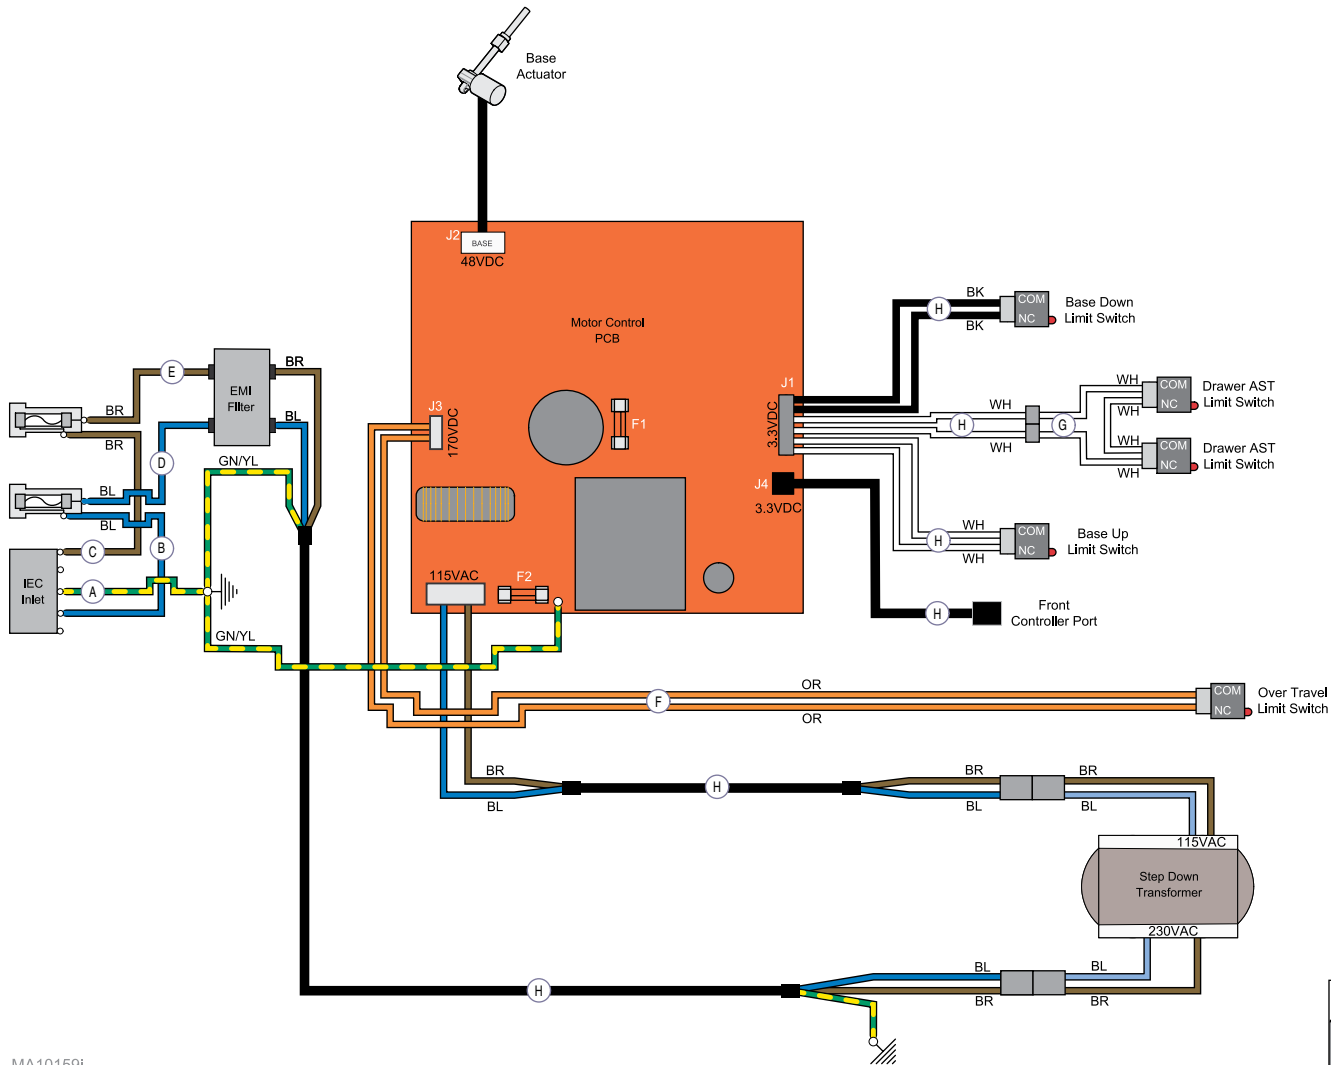 Base
Actuator
J2
BASE
48VDC
Motor Control
PCB
BK
H
BK
COM
NC
Base Down
Limit Switch
E
BR
EMI
Filter
BR
BL
BR
BR
J3
170VDC
F1
J1
3.3VDC
WH
H
WH
G
WH
COM
NC
WH
Drawer AST
Limit Switch
WH
COM
NC
WH
Drawer AST
Limit Switch
D
GN/YL
BL
BL
J4
3.3VDC
C
B
IEC
Inlet
A
WH
H
WH
COM
NC
Base Up
Limit Switch
115VAC
F2
H
Front
Controller Port
GN/YL
OR
F
OR
COM
NC
Over Travel
Limit Switch
BR
BL
H
BR
BL
BR
BL
115VAC
Step Down
Transformer
230VAC
H
BL
BR
BL
BR
MA10159i